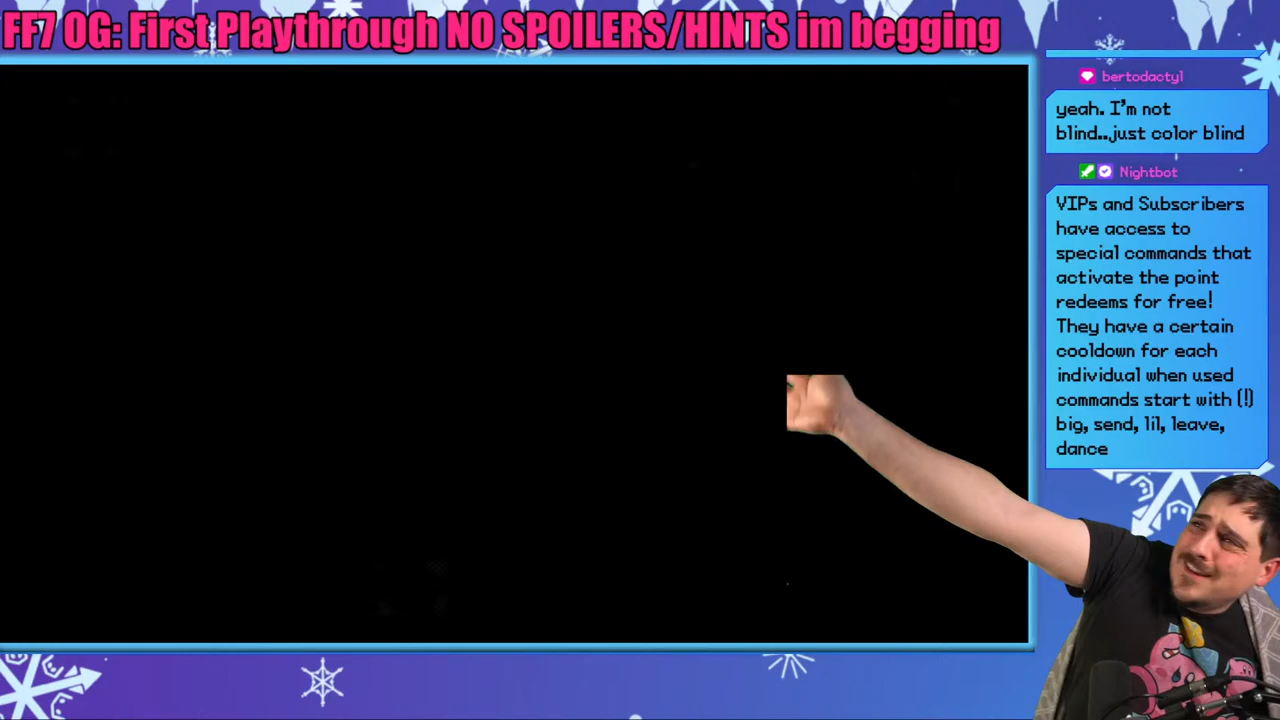 FF7 OG: First Playthrough NO SPOILERS/HINTS im begging
bertodactyl
yeah. I'm not
blind..just color blind
Nightbot
VIPs and Subscribers
have access to
special commands that
activate the point
redeems for free!
They have a certain
cooldown for each
individual when used
commands start with (!)
big, send, lil, leave,
dance